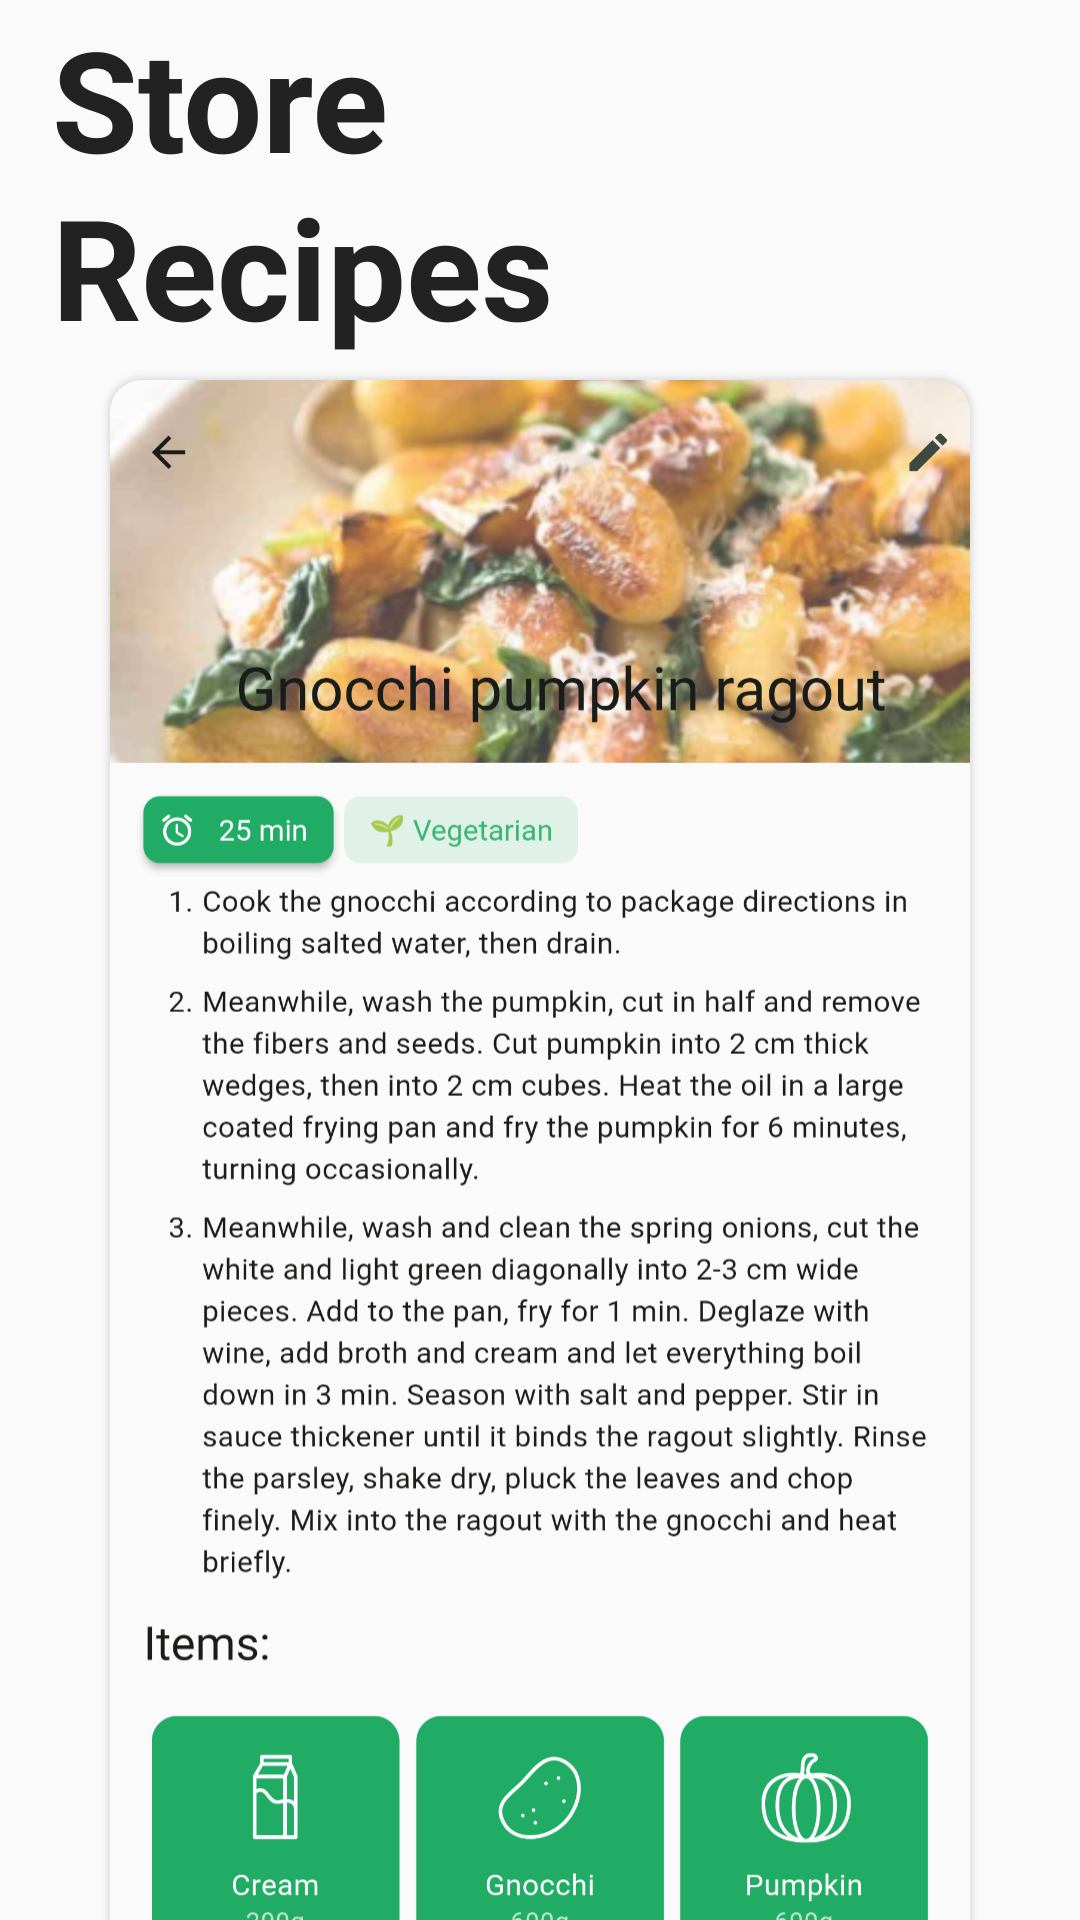 Store
Recipes
Gnocchi pumpkin ragout
25 min
🌱 Vegetarian
1. Cook the gnocchi according to package directions in
boiling salted water, then drain.
2. Meanwhile, wash the pumpkin, cut in half and remove
the fibers and seeds. Cut pumpkin into 2 cm thick
wedges, then into 2 cm cubes. Heat the oil in a large
coated frying pan and fry the pumpkin for 6 minutes,
turning occasionally.
3. Meanwhile, wash and clean the spring onions, cut the
white and light green diagonally into 2-3 cm wide
pieces. Add to the pan, fry for 1 min. Deglaze with
wine, add broth and cream and let everything boil
down in 3 min. Season with salt and pepper. Stir in
sauce thickener until it binds the ragout slightly. Rinse
the parsley, shake dry, pluck the leaves and chop
finely. Mix into the ragout with the gnocchi and heat
briefly.
Items:
Cream
Gnocchi
Pumpkin